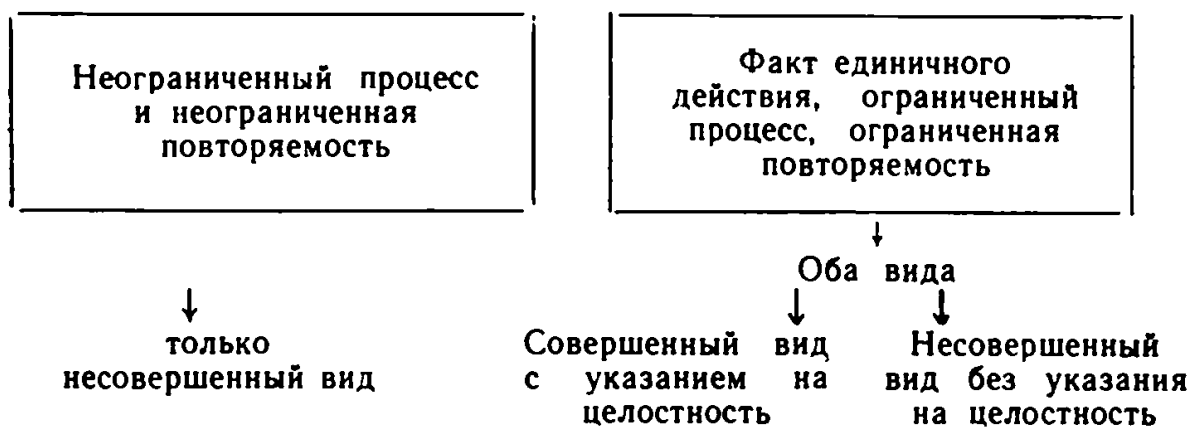 Неограниченный процесс
и неограниченная
повторяемость
Факт единичного
действия, ограниченный
процесс, ограниченная
повторяемость
Оба вида
только
несовершенный вид
Совершенный вид
с указанием на
целостность
Несовершенный
вид без указания
на целостность